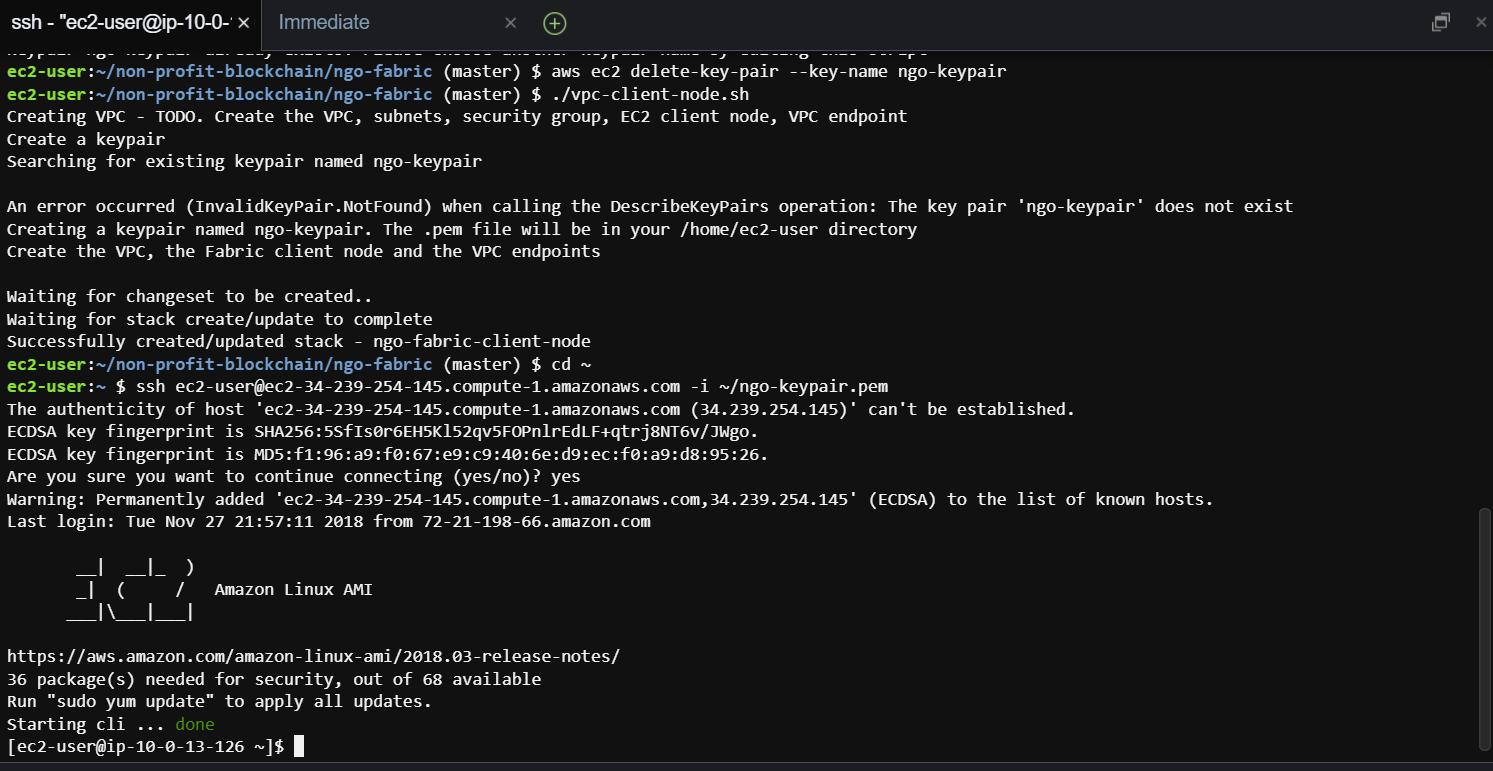 ssh - "ec2-user@ip-10-0- ×
Immediate ×
ec2-user:~/non-profit-blockchain/ngo-fabric (master) $ aws ec2 delete-key-pair --key-name ngo-keypair
ec2-user:~/non-profit-blockchain/ngo-fabric (master) $ ./vpc-client-node.sh
Creating VPC - TODO. Create the VPC, subnets, security group, EC2 client node, VPC endpoint
Create a keypair
Searching for existing keypair named ngo-keypair
An error occurred (InvalidKeyPair.NotFound) when calling the DescribeKeyPairs operation: The key pair 'ngo-keypair' does not exist
Creating a keypair named ngo-keypair. The .pem file will be in your /home/ec2-user directory
Create the VPC, the Fabric client node and the VPC endpoints
Waiting for changeset to be created..
Waiting for stack create/update to complete
Successfully created/updated stack - ngo-fabric-client-node
ec2-user:~/non-profit-blockchain/ngo-fabric (master) $ cd ~
ec2-user:~ $ ssh ec2-user@ec2-34-239-254-145.compute-1.amazonaws.com -i ~/ngo-keypair.pem
The authenticity of host 'ec2-34-239-254-145.compute-1.amazonaws.com (34.239.254.145)' can't be established.
ECDSA key fingerprint is SHA256:5SfIs0r6EH5Kl52qv5FOPnlrEdLF+qtrj8NT6v/JWgo.
ECDSA key fingerprint is MD5:f1:96:a9:f0:67:e9:c9:40:6e:d9:ec:f0:a9:d8:95:26.
Are you sure you want to continue connecting (yes/no)? yes
Warning: Permanently added 'ec2-34-239-254-145.compute-1.amazonaws.com,34.239.254.145' (ECDSA) to the list of known hosts.
Last login: Tue Nov 27 21:57:11 2018 from 72-21-198-66.amazon.com
__|  __|_  )
_|  (     /   Amazon Linux AMI
___|\___|___|
https://aws.amazon.com/amazon-linux-ami/2018.03-release-notes/
36 package(s) needed for security, out of 68 available
Run "sudo yum update" to apply all updates.
Starting cli ... done
[ec2-user@ip-10-0-13-126 ~]$